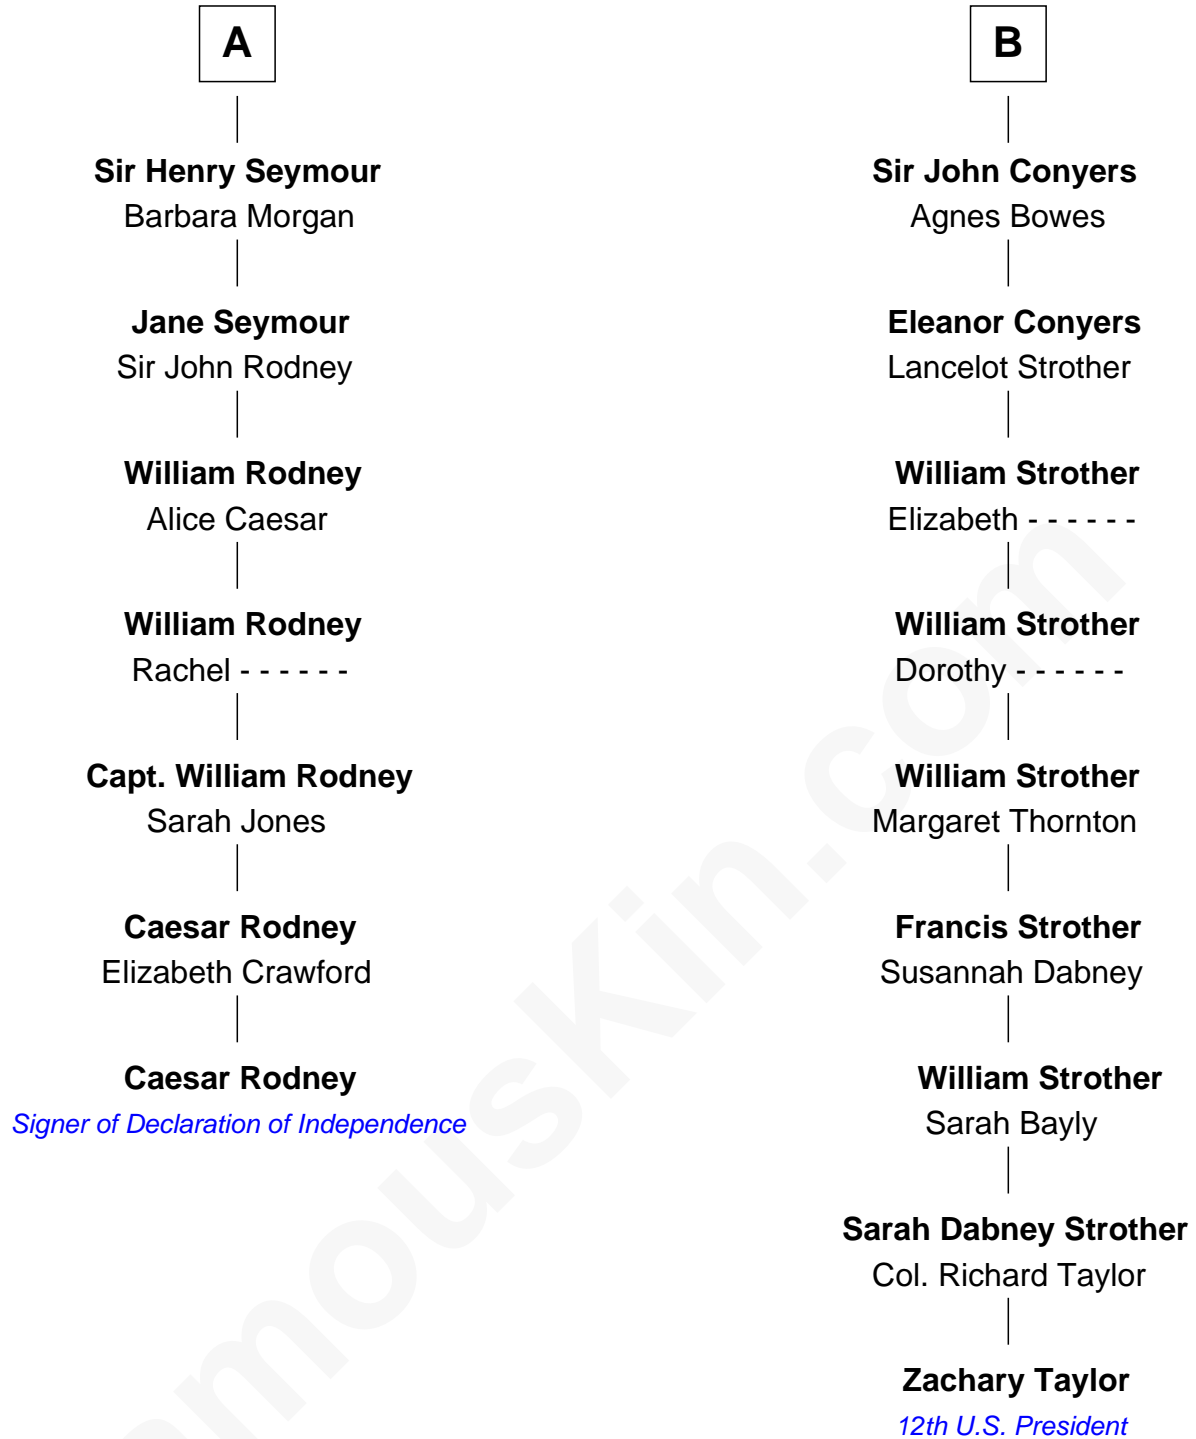 A
Sir Henry Seymour
Barbara Morgan
Jane Seymour
Sir John Rodney
William Rodney
Alice Caesar
William Rodney
Rachel - - - - - -
Capt. William Rodney
Sarah Jones
Caesar Rodney
Elizabeth Crawford
Caesar Rodney
Signer of Declaration of Independence
B
Sir John Conyers
Agnes Bowes
Eleanor Conyers
Lancelot Strother
William Strother
Elizabeth - - - - - -
William Strother
Dorothy - - - - - -
William Strother
Margaret Thornton
Francis Strother
Susannah Dabney
William Strother
Sarah Bayly
Sarah Dabney Strother
Col. Richard Taylor
Zachary Taylor
12th U.S. President
amouskin.com